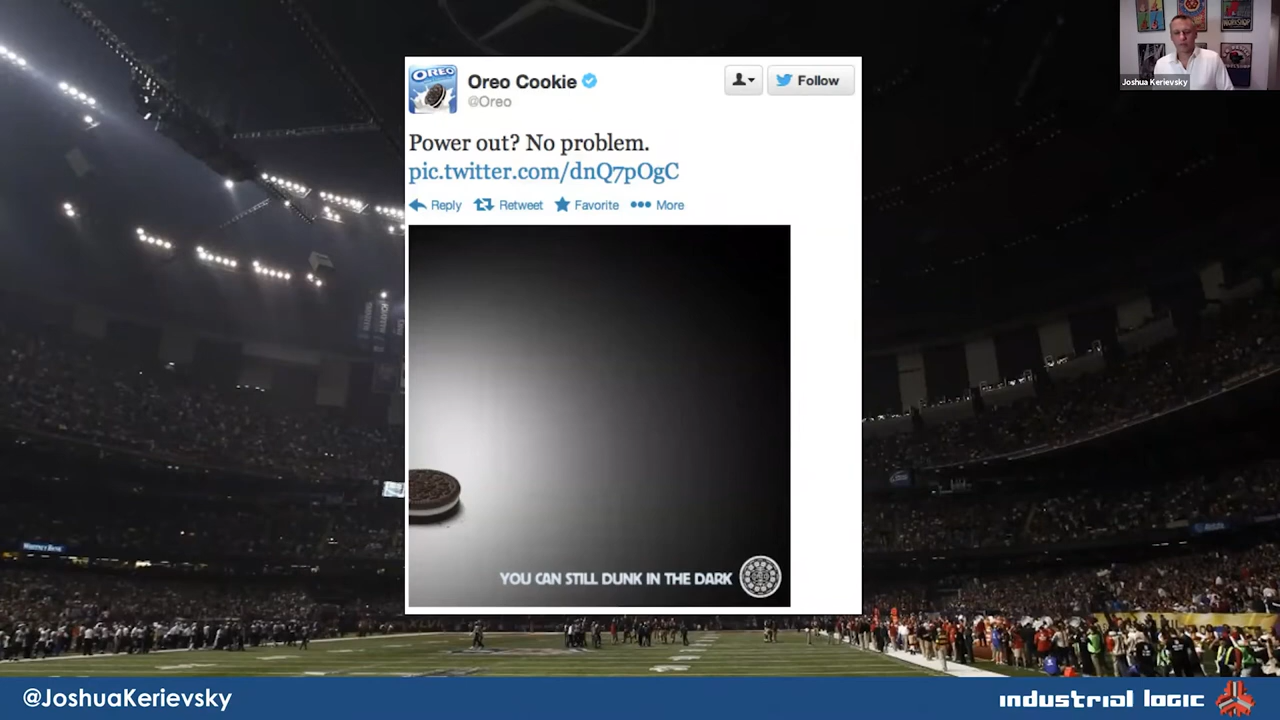 Joshua Kerievsky
OREO
Oreo Cookie
@Oreo
Follow
Power out? No problem.
pic.twitter.com/dnQ7pOgC
Reply Retweet Favorite More
YOU CAN STILL DUNK IN THE DARK
@JoshuaKerievsky
industrial logic